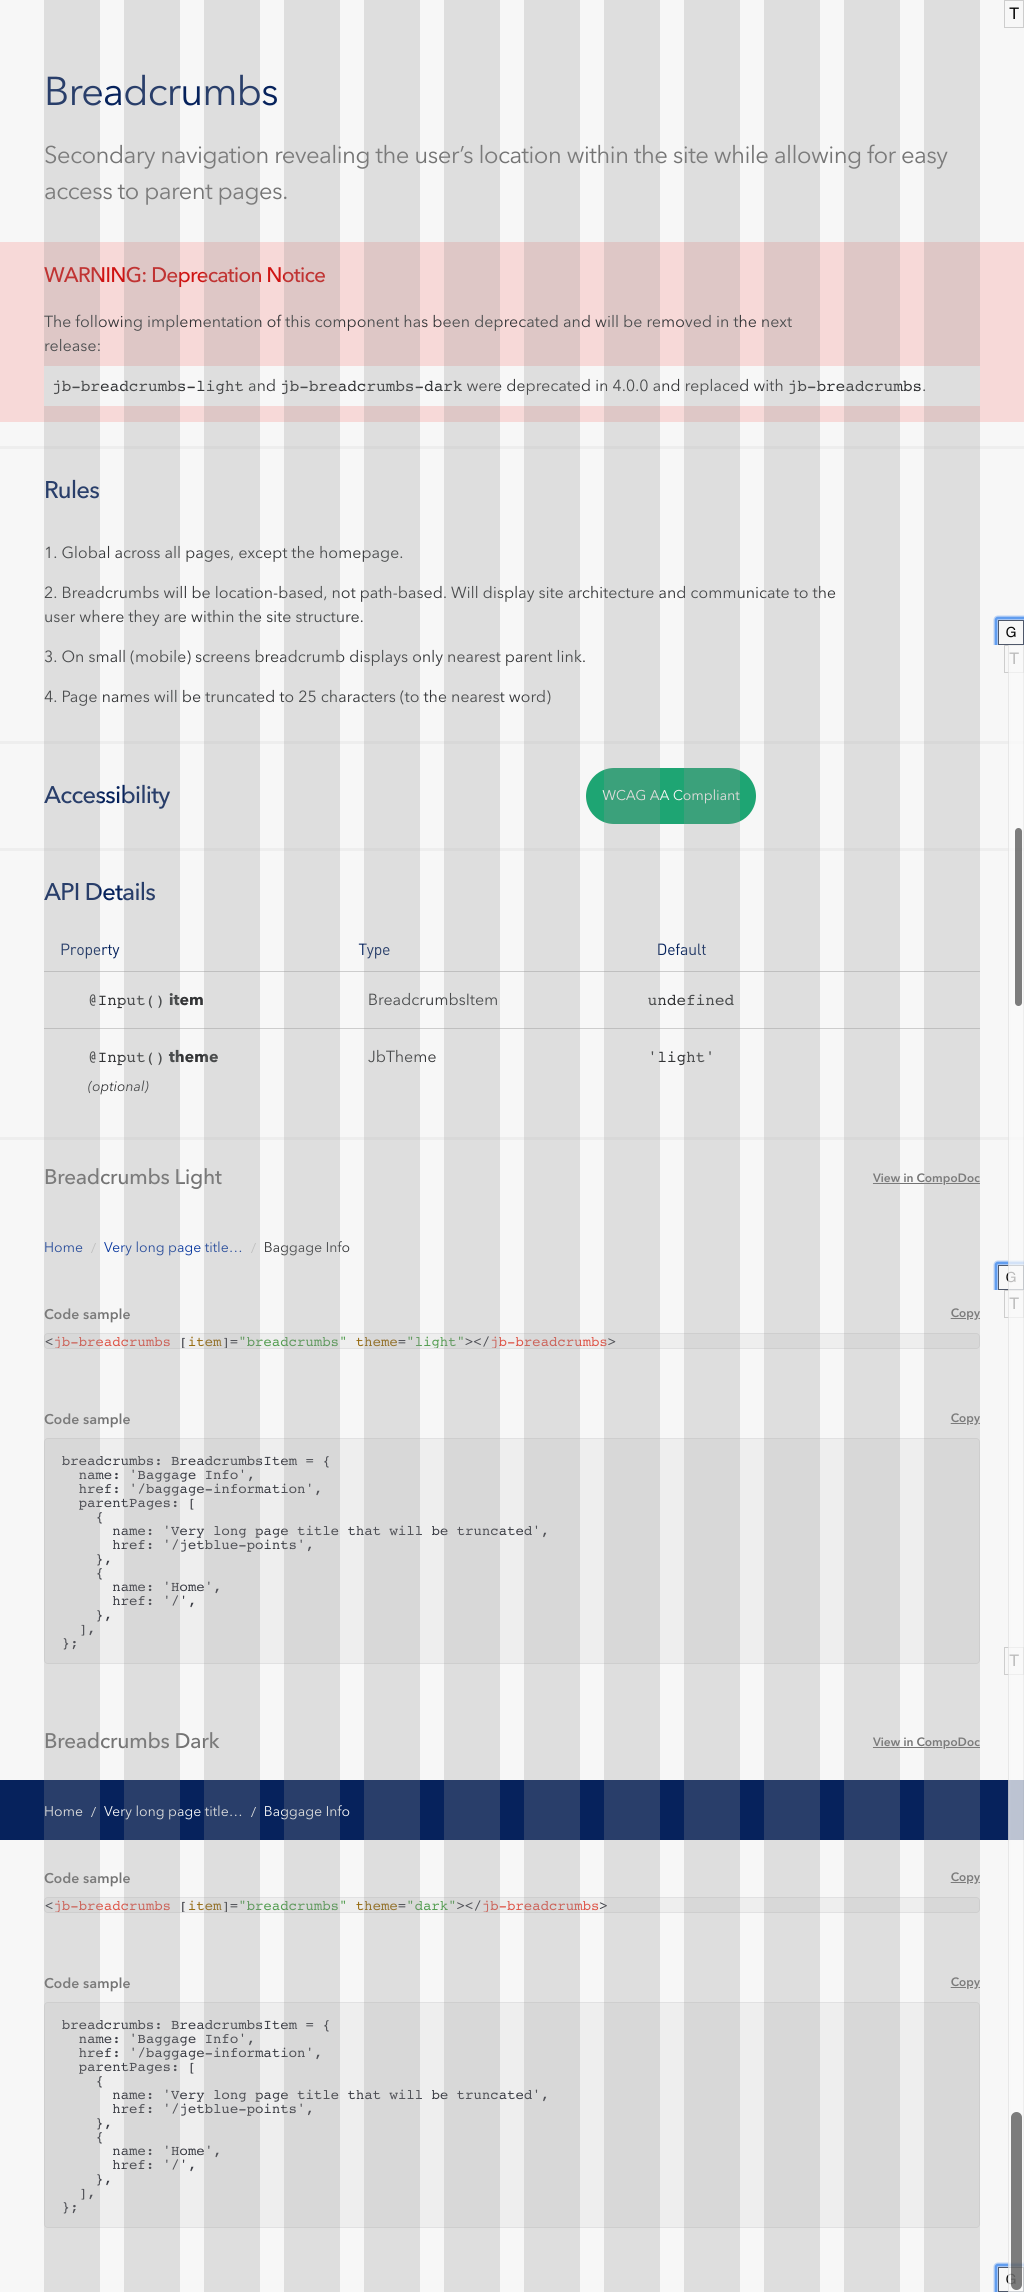 T
Breadcrumbs
Secondary navigation revealing the user’s location within the site while allowing for easy
access to parent pages.
WARNING: Deprecation Notice
The following implementation of this component has been deprecated and will be removed in the next
release:
jb-breadcrumbs-light and jb-breadcrumbs-dark were deprecated in 4.0.0 and replaced with jb-breadcrumbs.
Rules
1. Global across all pages, except the homepage.
2. Breadcrumbs will be location-based, not path-based. Will display site architecture and communicate to the
user where they are within the site structure.
G
3. On small (mobile) screens breadcrumb displays only nearest parent link.
T
4. Page names will be truncated to 25 characters (to the nearest word)
Accessibility
WCAG AA Compliant
API Details
Property Type Default
@Input() item BreadcrumbsItem undefined
@Input() theme JbTheme 'light'
(optional)
Breadcrumbs Light View in CompoDoc
Home / Very long page title… / Baggage Info
G
T
Code sample Copy
<jb-breadcrumbs [item]="breadcrumbs" theme="light"></jb-breadcrumbs>
Code sample Copy
breadcrumbs: BreadcrumbsItem = {
  name: 'Baggage Info',
  href: '/baggage-information',
  parentPages: [
    {
      name: 'Very long page title that will be truncated',
      href: '/jetblue-points',
    },
    {
      name: 'Home',
      href: '/',
    },
  ],
};
T
Breadcrumbs Dark View in CompoDoc
Home / Very long page title… / Baggage Info
Code sample Copy
<jb-breadcrumbs [item]="breadcrumbs" theme="dark"></jb-breadcrumbs>
Code sample Copy
breadcrumbs: BreadcrumbsItem = {
  name: 'Baggage Info',
  href: '/baggage-information',
  parentPages: [
    {
      name: 'Very long page title that will be truncated',
      href: '/jetblue-points',
    },
    {
      name: 'Home',
      href: '/',
    },
  ],
};
G